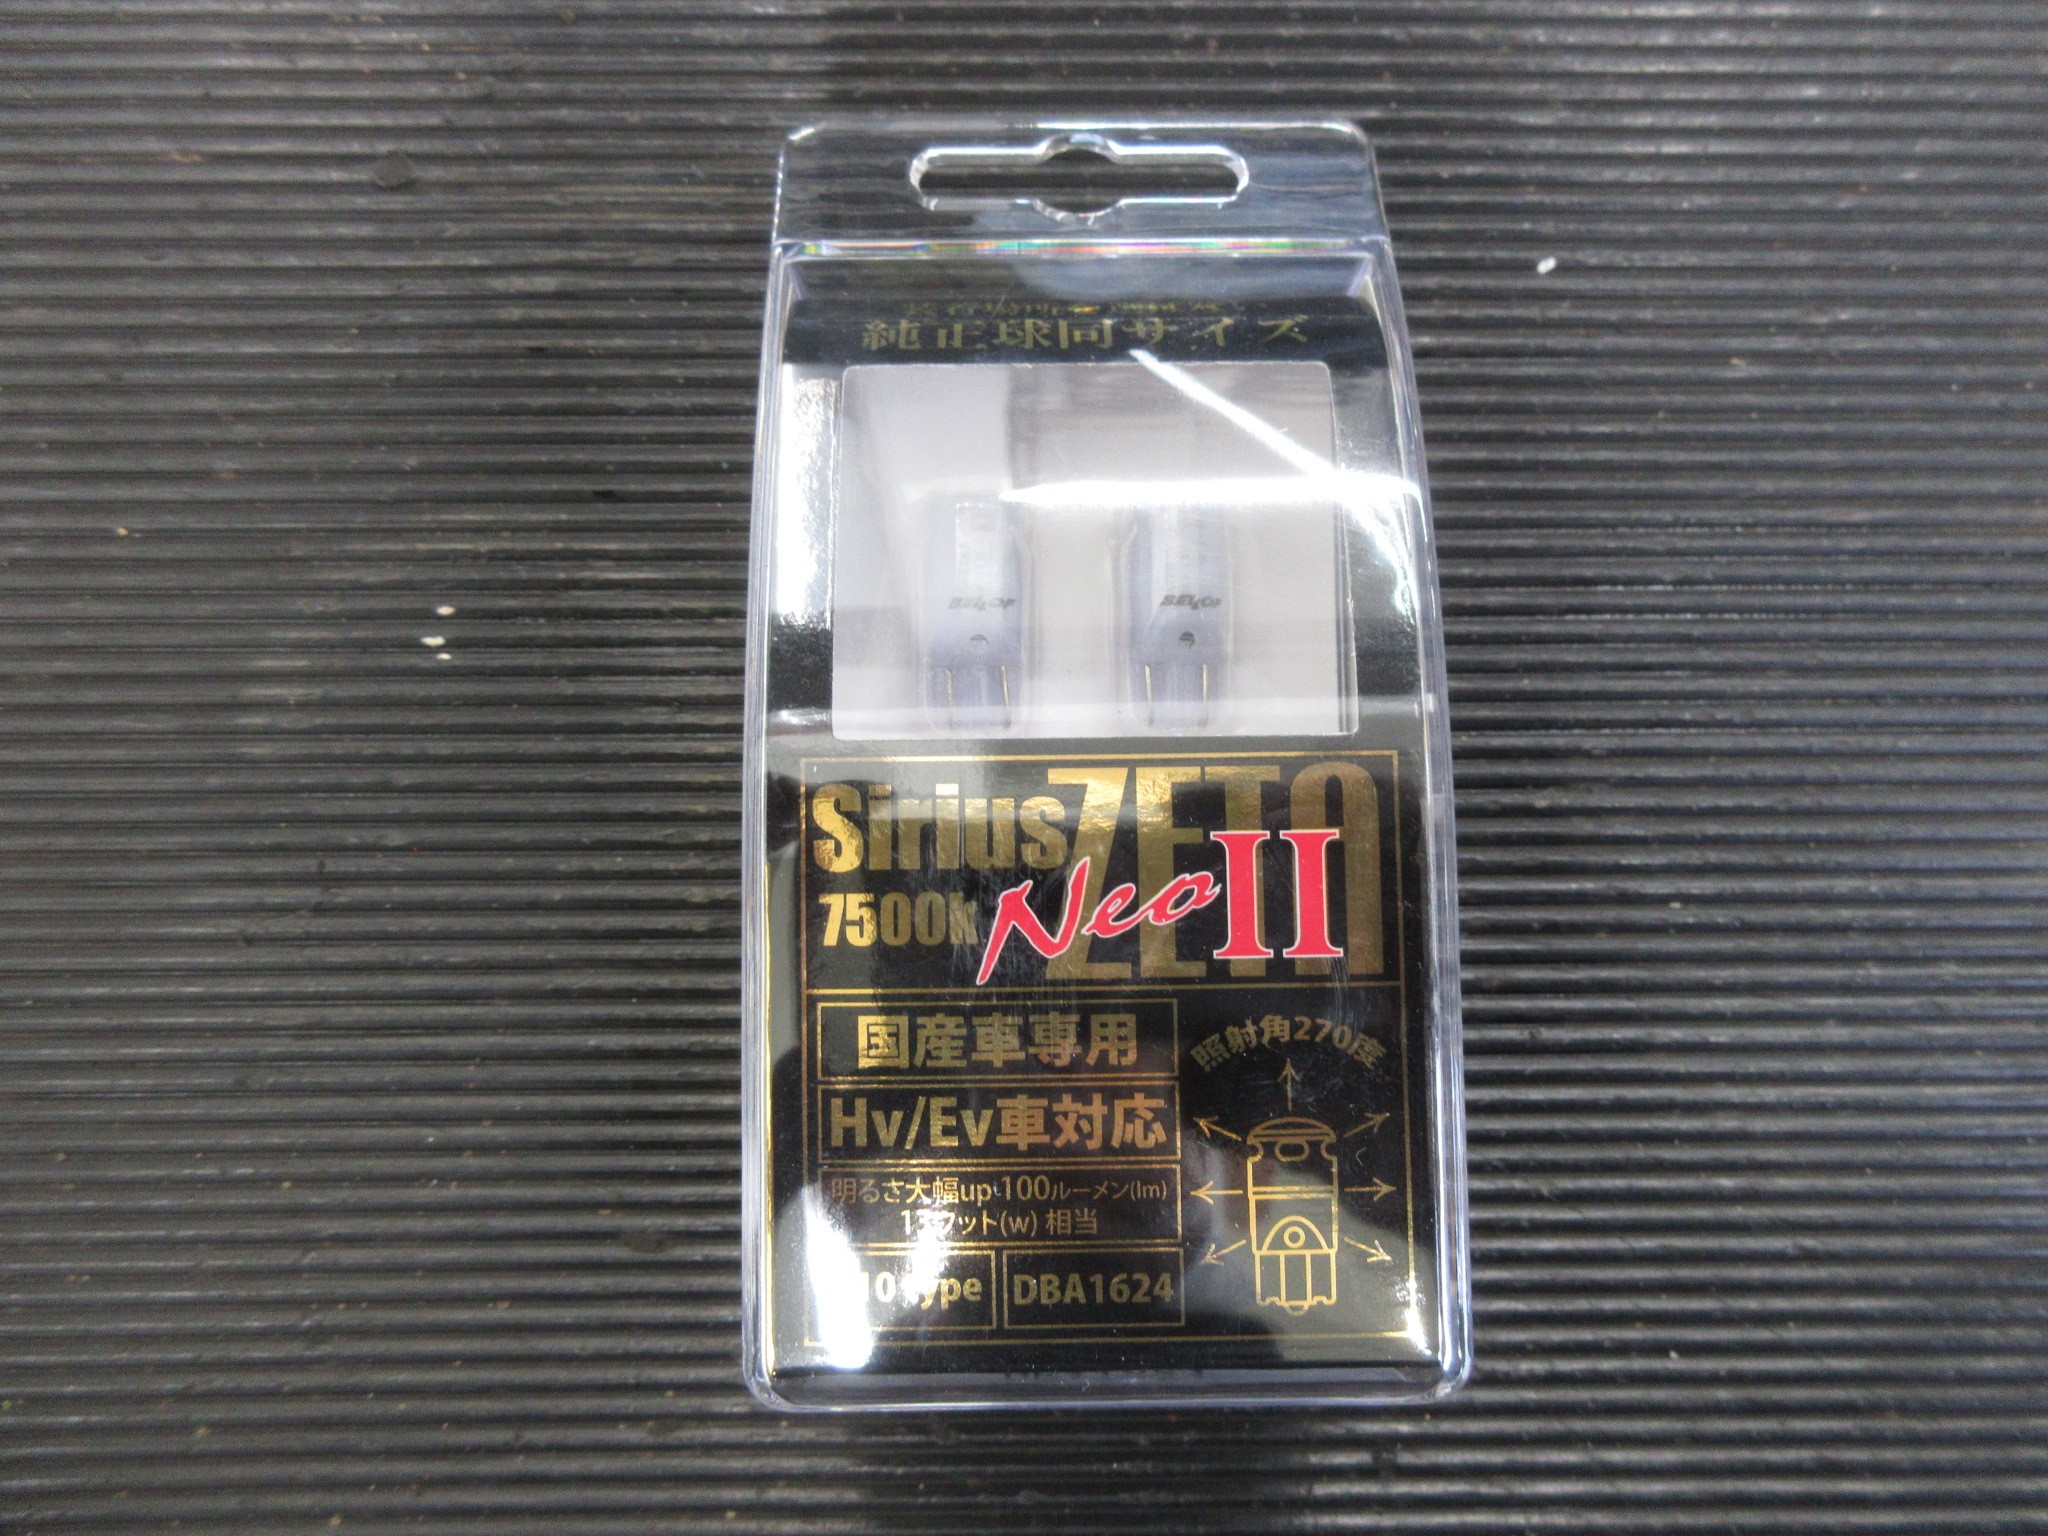 純正球同サイズ
Sirius ZETA
7500k Neo II
国産車専用
照射角270度
Hv/Ev車対応
明るさ大幅up 100ルーメン(lm)
(w) 相当
DBA1624